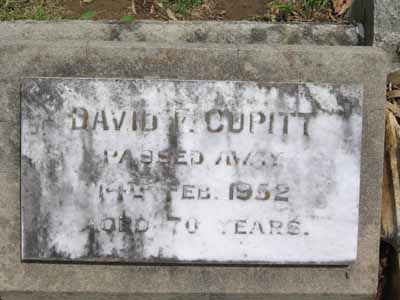 DAVID F. CUPITT
PASSED AWAY
14TH FEB. 1952
AGED 70 YEARS.